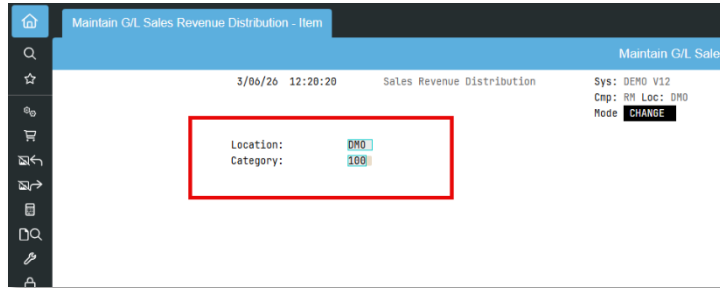 Maintain G/L Sales Revenue Distribution - Item
Maintain G/L Sale
3/06/26 12:20:20 Sales Revenue Distribution Sys: DEMO V12
Cmp: RM Loc: DMO
Mode CHANGE
Location: DMO
Category: 100